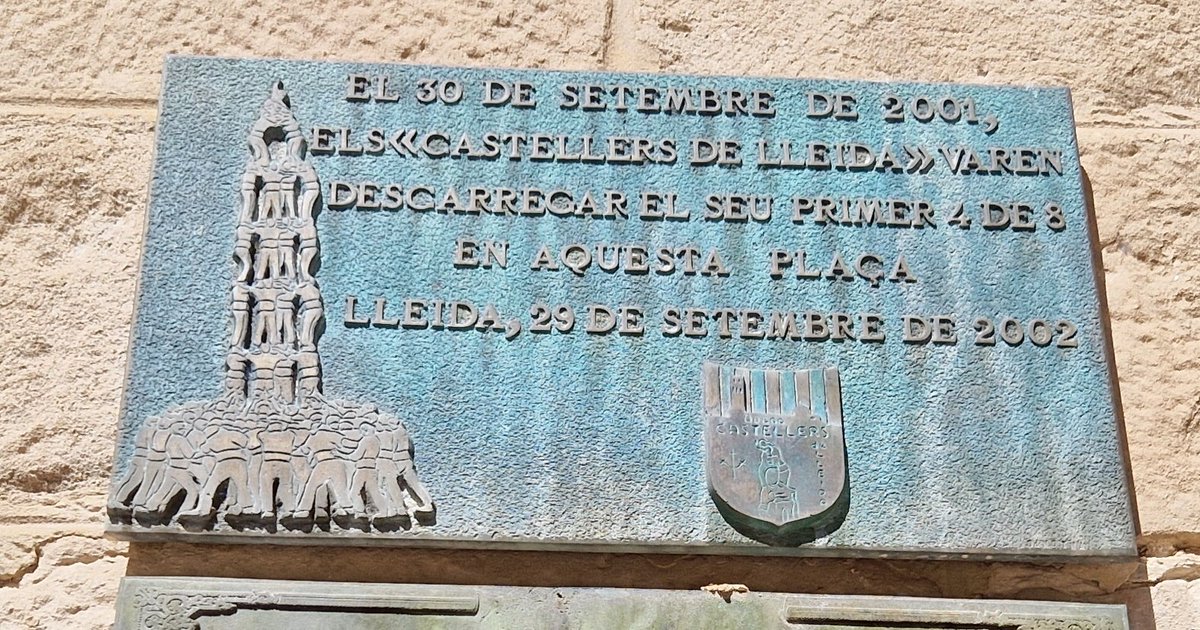 EL 30 DE SETEMBRE DE 2001,
ELS «CASTELLERS DE LLEIDA» VAREN
DESCARREGAR EL SEU PRIMER 4 DE 8
EN AQUESTA PLAÇA
LLEIDA, 29 DE SETEMBRE DE 2002
CASTELLERS